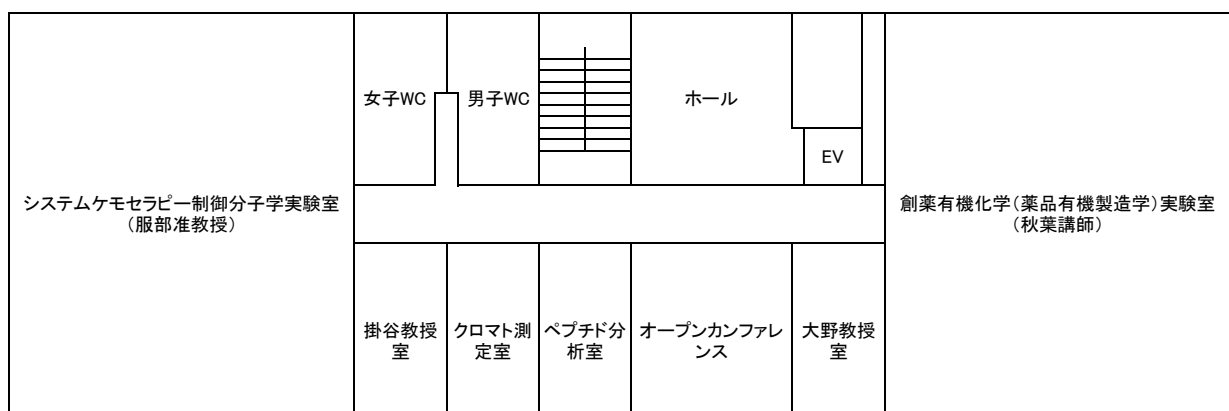 女子WC
男子WC
ホール
EV
システムケモセラピー制御分子学実験室
（服部准教授）
創薬有機化学（薬品有機製造学）実験室
（秋葉講師）
掛谷教授
室
クロマト測
定室
ペプチド分
析室
オープンカンファレ
ンス
大野教授
室